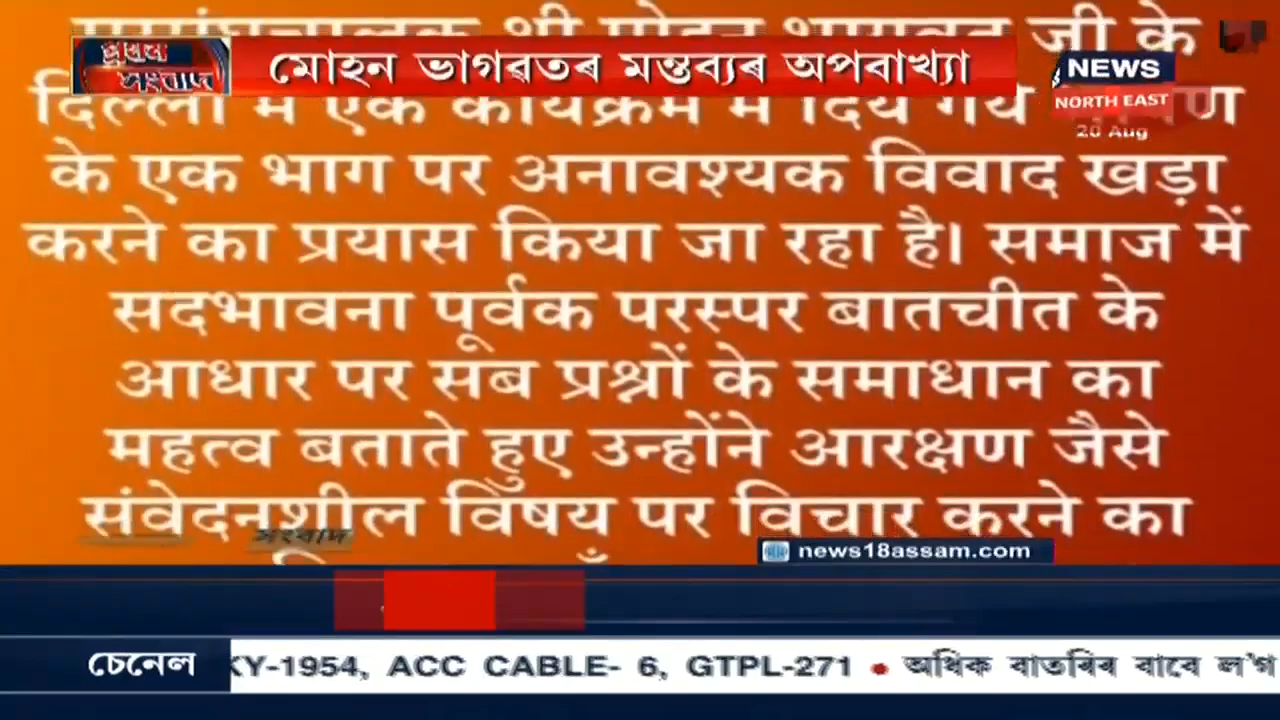 প্ৰথম
সংবাদ
মোহন ভাগৱতৰ মন্তব্যৰ অপব্যাখ্যা
जी के
NEWS
NORTH EAST
20 Aug
दिल्ली में एक कार्यक्रम में दिये गये
के एक भाग पर अनावश्यक विवाद खड़ा
करने का प्रयास किया जा रहा है। समाज में
सदभावना पूर्वक परस्पर बातचीत के
आधार पर सब प्रश्नों के समाधान का
महत्व बताते हुए उन्होंने आरक्षण जैसे
संवेदनशील विषय पर विचार करने का
সংবাদ
news18assam.com
চেনেল
KY-1954, ACC CABLE- 6, GTPL-271 • অধিক বাতৰিৰ বাবে ল'গ